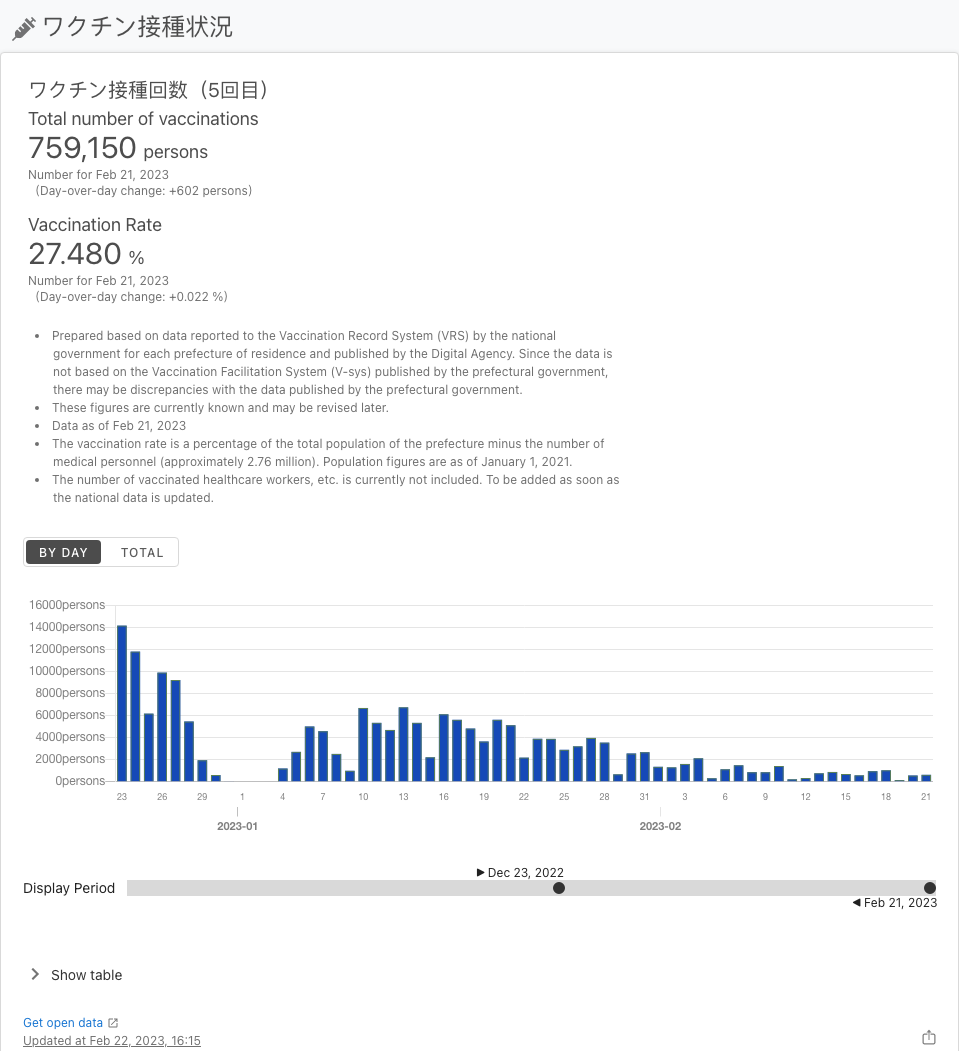 ワクチン接種状況
ワクチン接種回数（5回目）
Total number of vaccinations
759,150 persons
Number for Feb 21, 2023
(Day-over-day change: +602 persons)
Vaccination Rate
27.480 %
Number for Feb 21, 2023
(Day-over-day change: +0.022 %)
• Prepared based on data reported to the Vaccination Record System (VRS) by the national
government for each prefecture of residence and published by the Digital Agency. Since the data is
not based on the Vaccination Facilitation System (V-sys) published by the prefectural government,
there may be discrepancies with the data published by the prefectural government.
• These figures are currently known and may be revised later.
• Data as of Feb 21, 2023
• The vaccination rate is a percentage of the total population of the prefecture minus the number of
medical personnel (approximately 2.76 million). Population figures are as of January 1, 2021.
• The number of vaccinated healthcare workers, etc. is currently not included. To be added as soon as
the national data is updated.
BY DAY TOTAL
16000persons
14000persons
12000persons
10000persons
8000persons
6000persons
4000persons
2000persons
0persons
23 26 29 1 4 7 10 13 16 19 22 25 28 31 3 6 9 12 15 18 21
2023-01 2023-02
▶ Dec 23, 2022
Display Period
◀ Feb 21, 2023
Show table
Get open data
Updated at Feb 22, 2023, 16:15